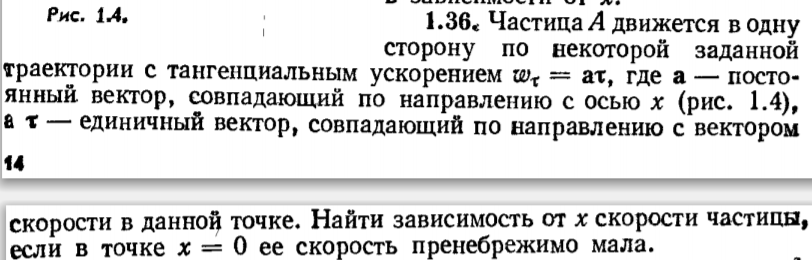 Рис. 1.4.
1.36. Частица A движется в одну
сторону по некоторой заданной
траектории с тангенциальным ускорением wτ = aτ, где a — посто-
янный вектор, совпадающий по направлению с осью x (рис. 1.4),
а τ — единичный вектор, совпадающий по направлению с вектором
14
скорости в данной точке. Найти зависимость от x скорости частицы,
если в точке x = 0 ее скорость пренебрежимо мала.